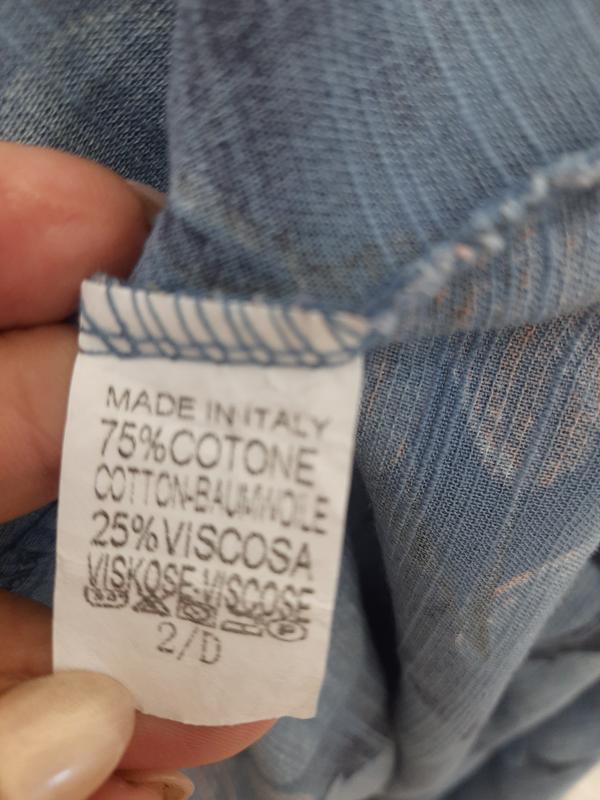 MADE IN ITALY
75%COTONE
COTTON-BAUMWOLLE
25%VISCOSA
VISKOSE-VISCOSE
2/D